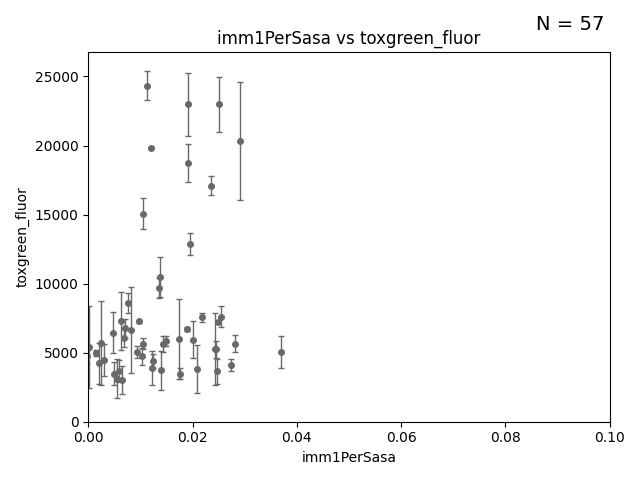 N = 57
imm1PerSasa vs toxgreen_fluor
25000
20000
15000
10000
5000
0
toxgreen_fluor
0.00 0.02 0.04 0.06 0.08 0.10
imm1PerSasa